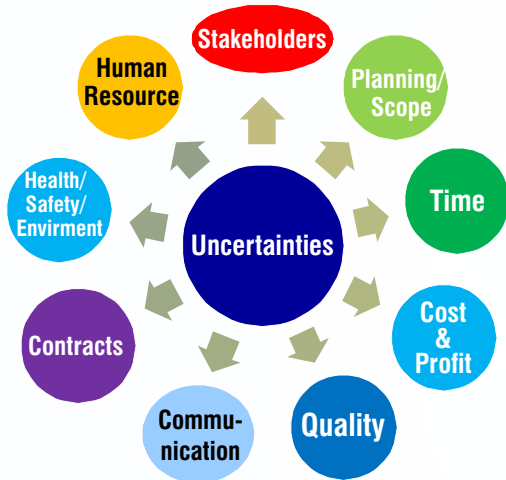 Stakeholders
Planning/
Scope
Time
Cost
&
Profit
Quality
Commu-
nication
Contracts
Health/
Safety/
Envirment
Human
Resource
Uncertainties